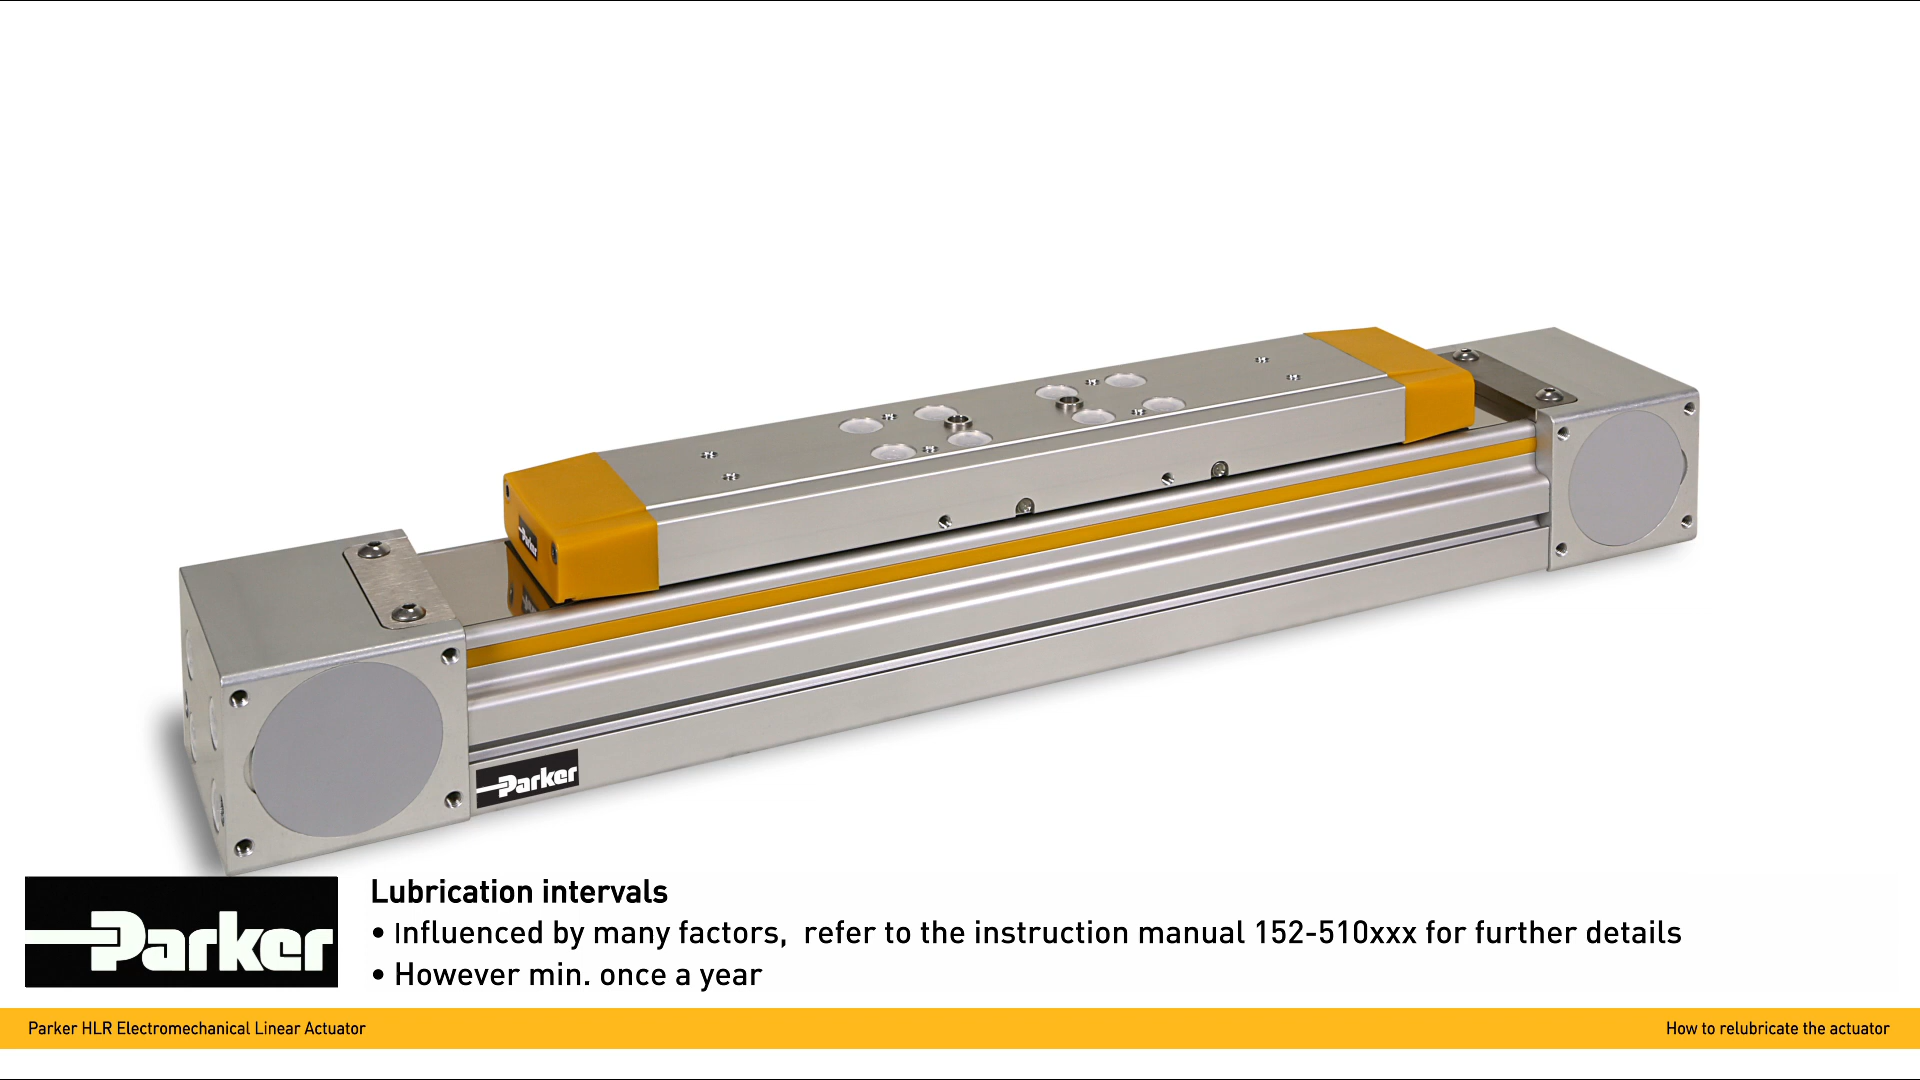 Parker
Parker
Parker
Lubrication intervals
• Influenced by many factors, refer to the instruction manual 152-510xxx for further details
• However min. once a year
Parker HLR Electromechanical Linear Actuator
How to relubricate the actuator